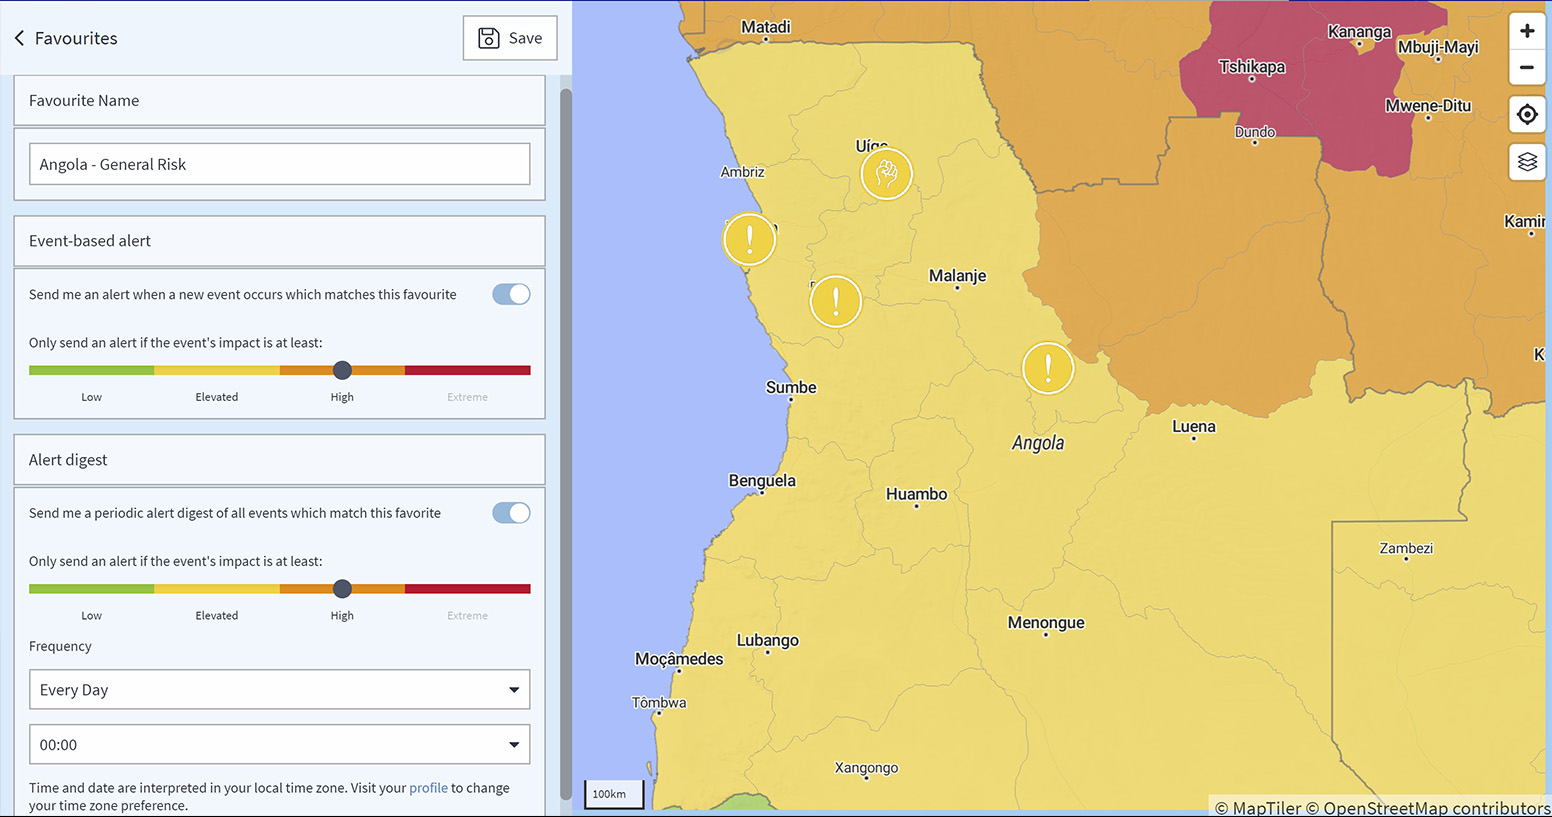 Favourites
Save
Favourite Name
Angola - General Risk
Event-based alert
Send me an alert when a new event occurs which matches this favourite
Only send an alert if the event's impact is at least:
Low Elevated High Extreme
Alert digest
Send me a periodic alert digest of all events which match this favorite
Only send an alert if the event's impact is at least:
Low Elevated High Extreme
Frequency
Every Day
00:00
Time and date are interpreted in your local time zone. Visit your profile to change
your time zone preference.
Matadi
Kananga
Mbuji-Mayi
Tshikapa
Mwene-Ditu
Dundo
Uíge
Ambriz
Malanje
Sumbe
Luena
Angola
Benguela
Huambo
Zambezi
Menongue
Lubango
Moçâmedes
Tômbwa
Xangongo
100km
© MapTiler © OpenStreetMap contributors